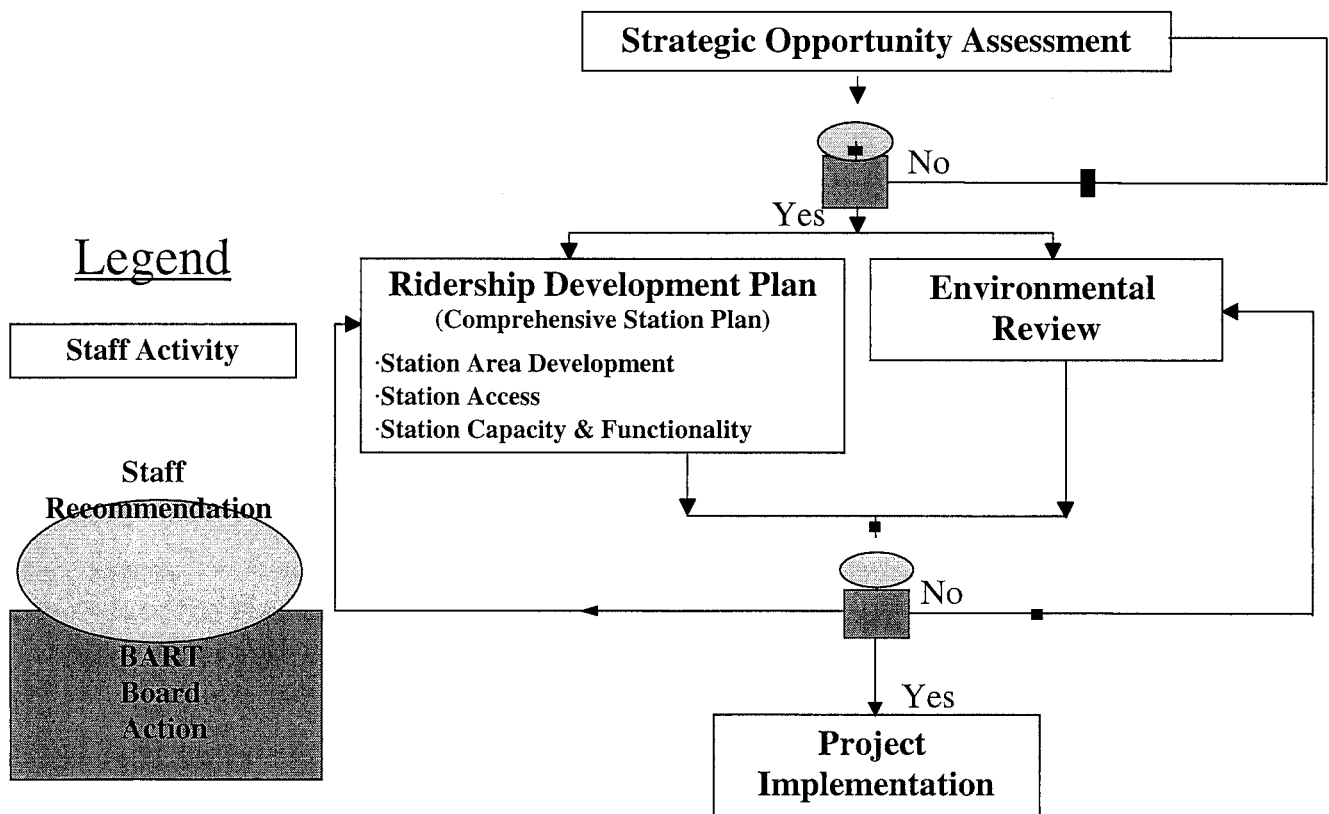 Strategic Opportunity Assessment
No
Yes
Legend
Staff Activity
Staff
Recommendation
BART
Board
Action
Ridership Development Plan
(Comprehensive Station Plan)
·Station Area Development
·Station Access
·Station Capacity & Functionality
Environmental
Review
No
Yes
Project
Implementation